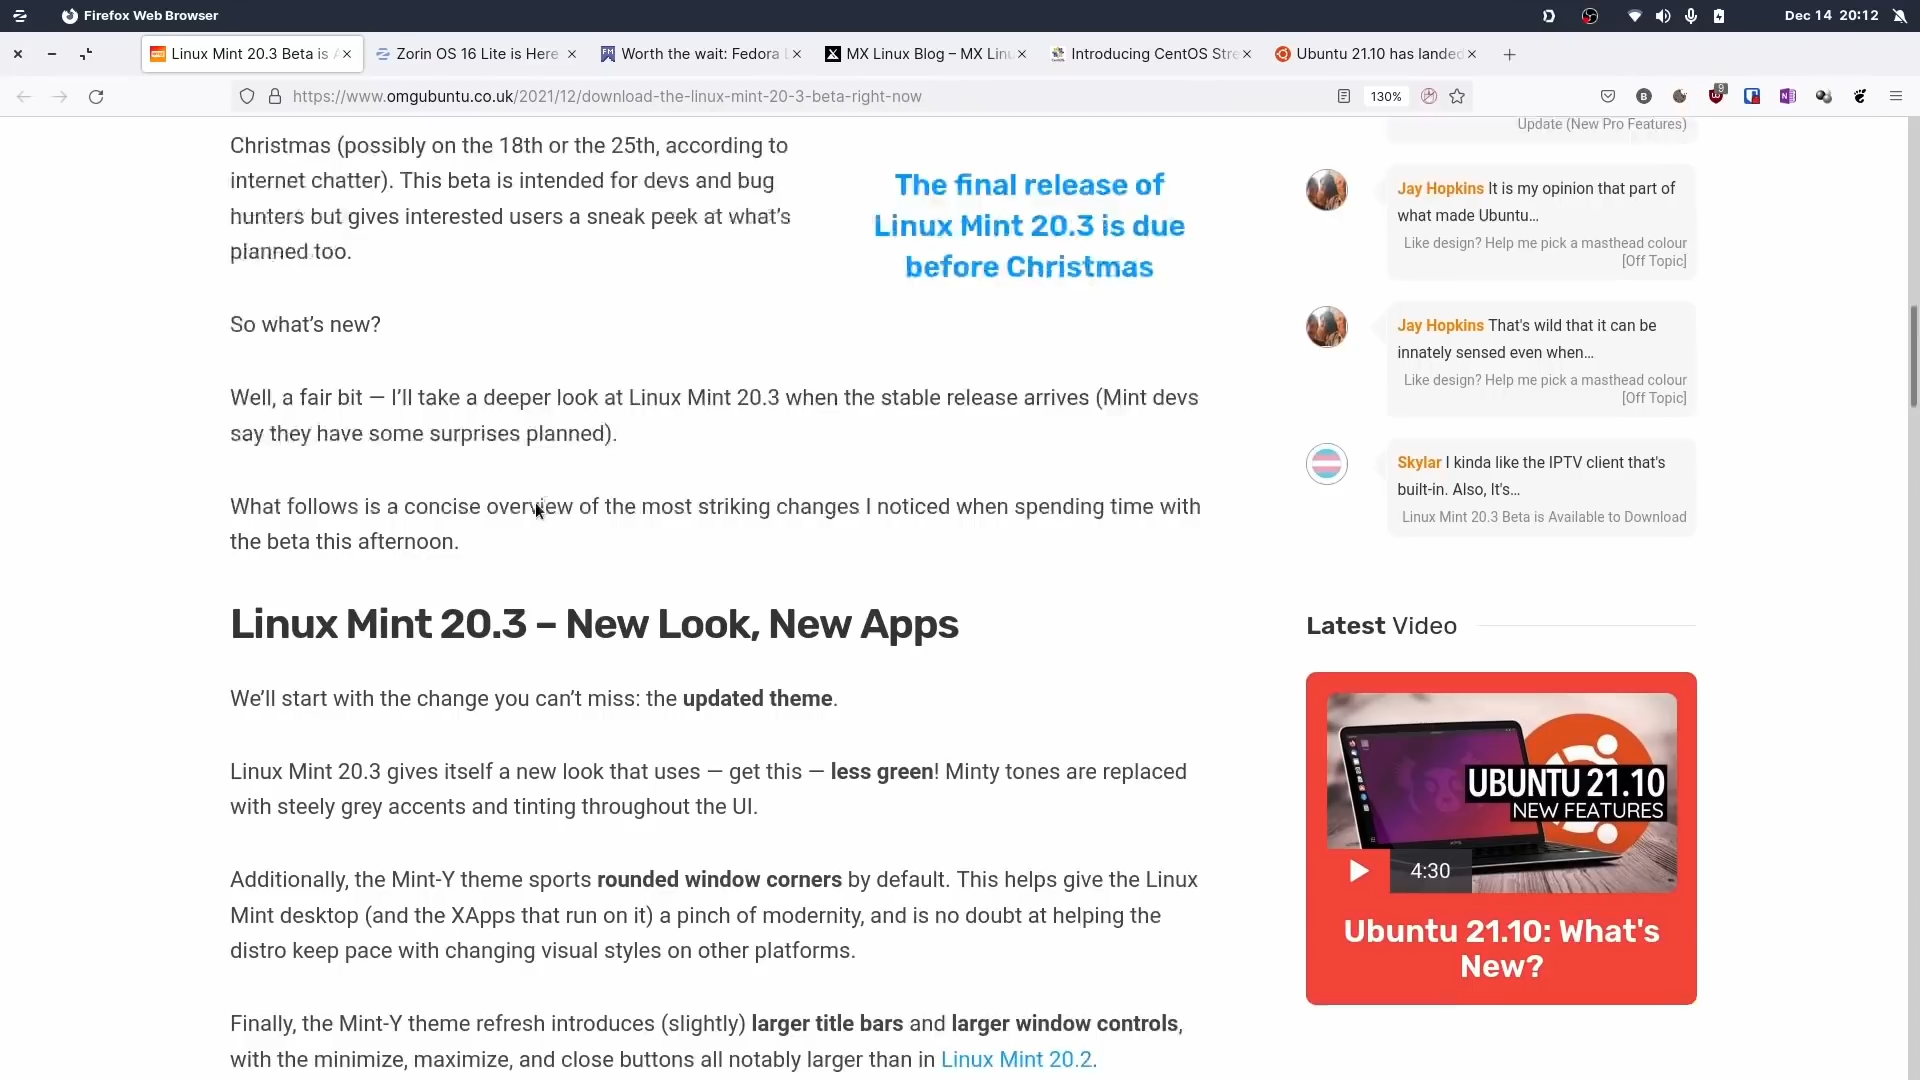 Firefox Web Browser
Dec 14 20:12
Linux Mint 20.3 Beta is A
Zorin OS 16 Lite is Here
Worth the wait: Fedora L
MX Linux Blog – MX Linu
Introducing CentOS Stre
Ubuntu 21.10 has landed
https://www.omgubuntu.co.uk/2021/12/download-the-linux-mint-20-3-beta-right-now
130%
9
Christmas (possibly on the 18th or the 25th, according to
internet chatter). This beta is intended for devs and bug
hunters but gives interested users a sneak peek at what's
planned too.
The final release of
Linux Mint 20.3 is due
before Christmas
So what's new?
Well, a fair bit — I'll take a deeper look at Linux Mint 20.3 when the stable release arrives (Mint devs
say they have some surprises planned).
What follows is a concise overview of the most striking changes I noticed when spending time with
the beta this afternoon.
Linux Mint 20.3 – New Look, New Apps
We'll start with the change you can't miss: the updated theme.
Linux Mint 20.3 gives itself a new look that uses — get this — less green! Minty tones are replaced
with steely grey accents and tinting throughout the UI.
Additionally, the Mint-Y theme sports rounded window corners by default. This helps give the Linux
Mint desktop (and the XApps that run on it) a pinch of modernity, and is no doubt at helping the
distro keep pace with changing visual styles on other platforms.
Finally, the Mint-Y theme refresh introduces (slightly) larger title bars and larger window controls,
with the minimize, maximize, and close buttons all notably larger than in Linux Mint 20.2.
Update (New Pro Features)
Jay Hopkins It is my opinion that part of
what made Ubuntu…
Like design? Help me pick a masthead colour
[Off Topic]
Jay Hopkins That's wild that it can be
innately sensed even when…
Like design? Help me pick a masthead colour
[Off Topic]
Skylar I kinda like the IPTV client that's
built-in. Also, It's…
Linux Mint 20.3 Beta is Available to Download
Latest Video
UBUNTU 21.10
NEW FEATURES
4:30
Ubuntu 21.10: What's
New?